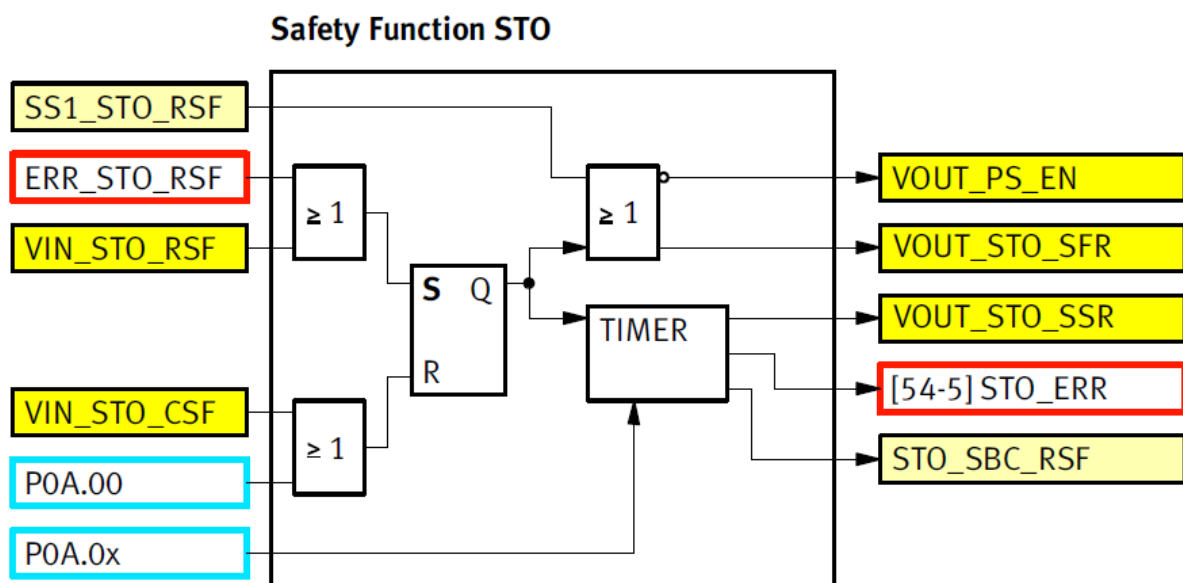 Safety Function STO
SS1_STO_RSF
ERR_STO_RSF
VIN_STO_RSF
VIN_STO_CSF
P0A.00
P0A.0x
≥ 1
≥ 1
S Q
R
≥ 1
TIMER
VOUT_PS_EN
VOUT_STO_SFR
VOUT_STO_SSR
[54-5] STO_ERR
STO_SBC_RSF